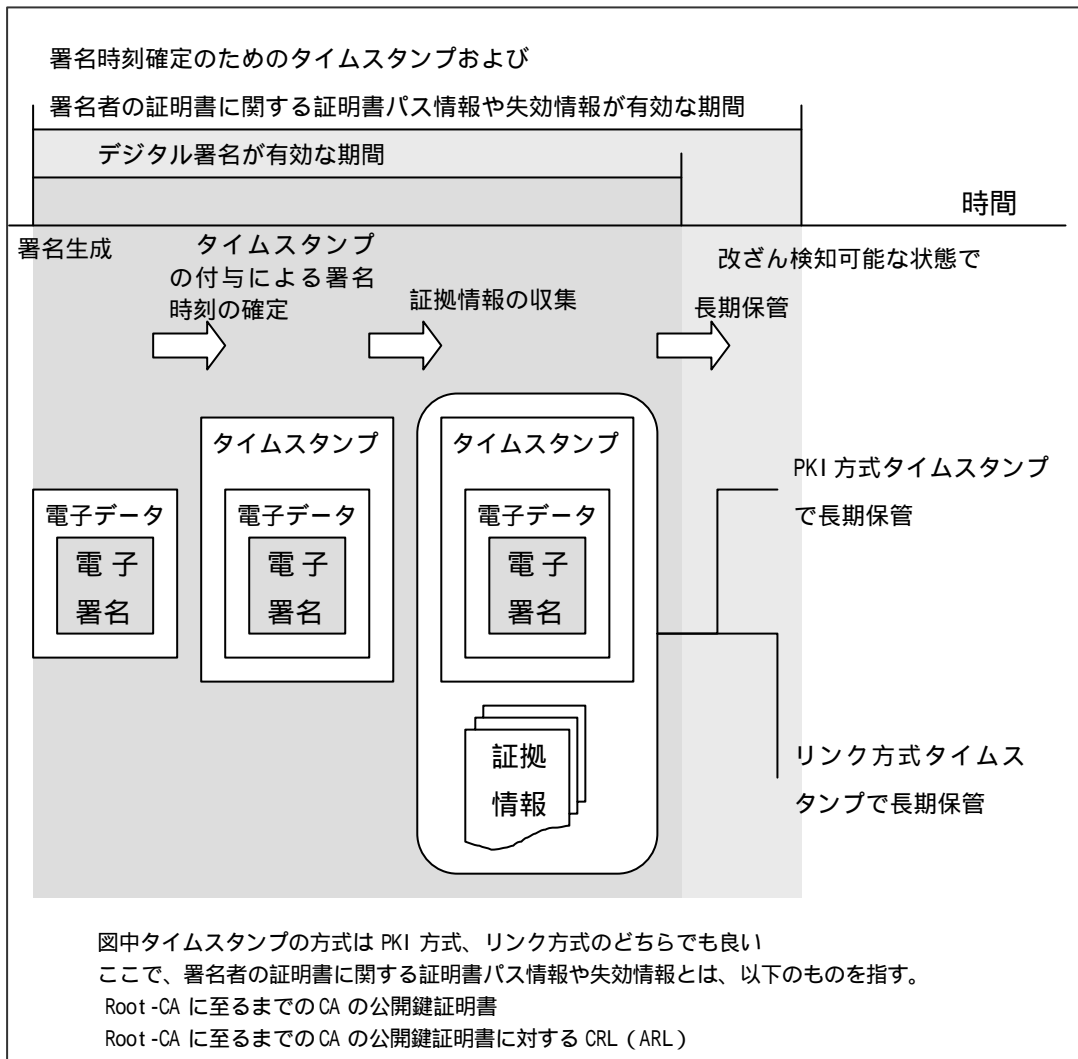 署名時刻確定のためのタイムスタンプおよび
署名者の証明書に関する証明書パス情報や失効情報が有効な期間
デジタル署名が有効な期間
時間
署名生成
タイムスタンプ
の付与による署名
時刻の確定
証拠情報の収集
改ざん検知可能な状態で
長期保管
電子データ
電子
署名
タイムスタンプ
電子データ
電子
署名
タイムスタンプ
電子データ
電子
署名
証拠
情報
PKI 方式タイムスタンプ
で長期保管
リンク方式タイムス
タンプで長期保管
図中タイムスタンプの方式は PKI 方式、リンク方式のどちらでも良い
ここで、署名者の証明書に関する証明書パス情報や失効情報とは、以下のものを指す。
Root-CA に至るまでの CA の公開鍵証明書
Root-CA に至るまでの CA の公開鍵証明書に対する CRL(ARL)